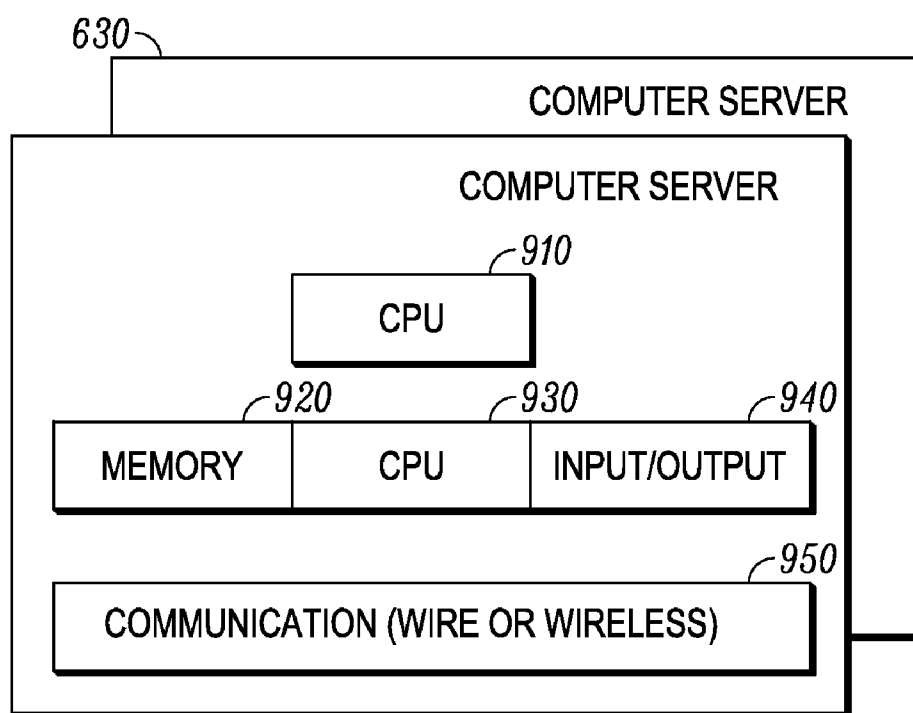 630
COMPUTER SERVER
COMPUTER SERVER
910
CPU
920
930
940
MEMORY
CPU
INPUT/OUTPUT
950
COMMUNICATION (WIRE OR WIRELESS)